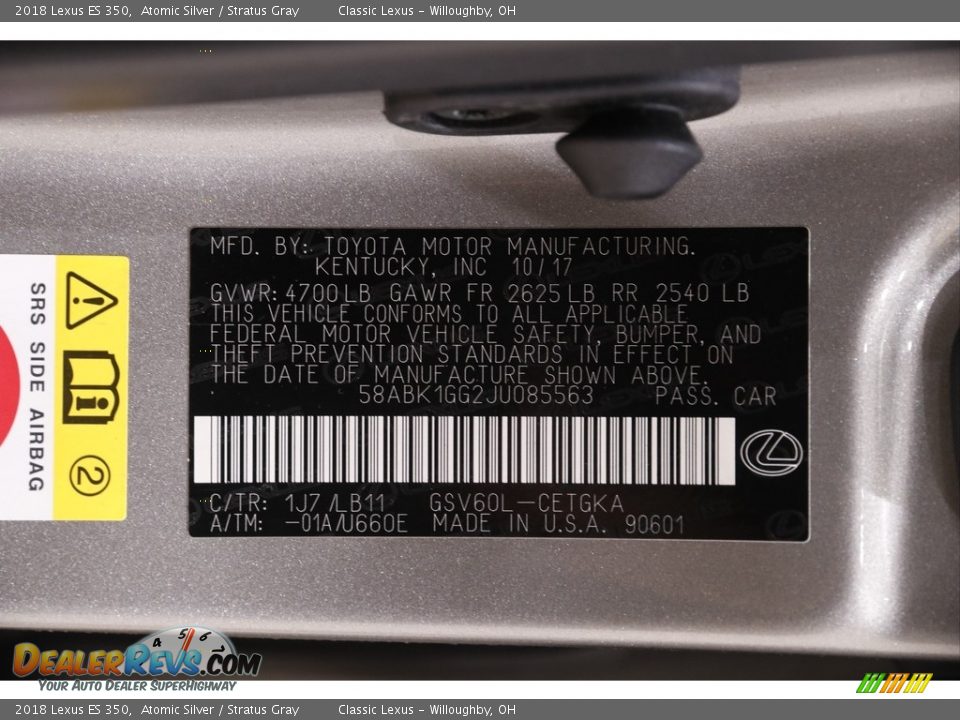 2018 Lexus ES 350, Atomic Silver / Stratus Gray Classic Lexus - Willoughby, OH
MFD. BY: TOYOTA MOTOR MANUFACTURING.
KENTUCKY, INC 10/17
GVWR: 4700 LB GAWR FR 2625 LB RR 2540 LB
THIS VEHICLE CONFORMS TO ALL APPLICABLE
FEDERAL MOTOR VEHICLE SAFETY, BUMPER, AND
THEFT PREVENTION STANDARDS IN EFFECT ON
THE DATE OF MANUFACTURE SHOWN ABOVE.
58ABK1GG2JU085563 PASS. CAR
C/TR: 1J7 /LB11 GSV60L-CETGKA
A/TM: -01A/U660E MADE IN U.S.A. 90601
SRS SIDE AIRBAG
2
4 5 6 7
DEALERREVS.COM
YOUR AUTO DEALER SUPERHIGHWAY
2018 Lexus ES 350, Atomic Silver / Stratus Gray Classic Lexus - Willoughby, OH